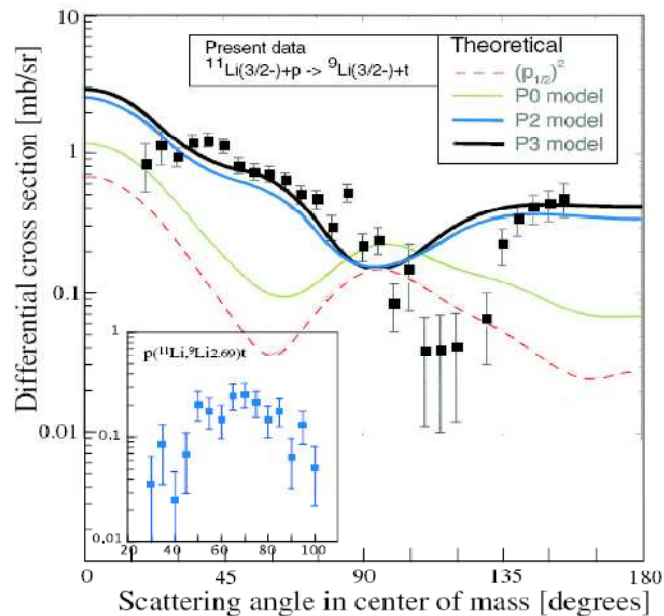 10
1
0.1
0.01
Differential cross section [mb/sr]
Present data
¹¹Li(3/2-)+p -> ⁹Li(3/2-)+t
Theoretical
(p₁/₂)²
P0 model
P2 model
P3 model
1
0.1
0.01
p(¹¹Li,⁹Li2.69)t
20 40 60 80 100
0 45 90 135 180
Scattering angle in center of mass [degrees]